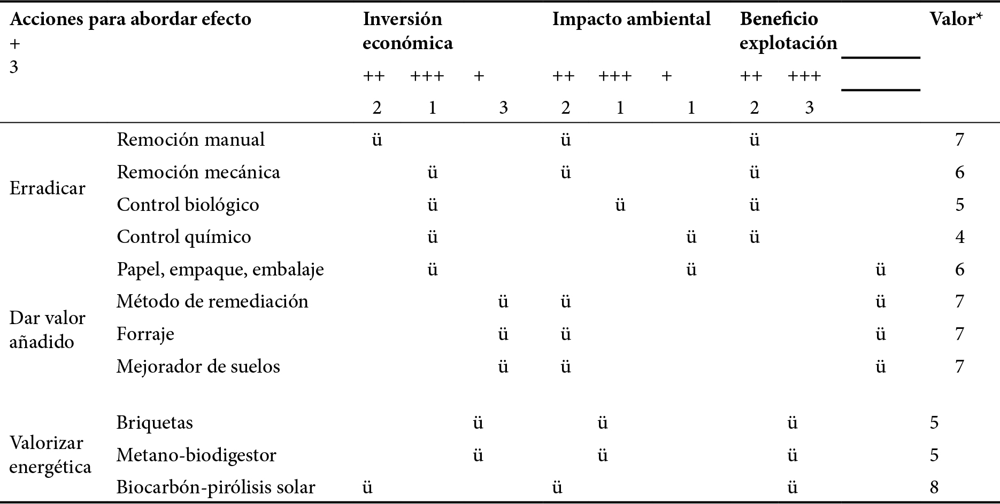 Acciones para abordar efecto Inversión Impacto ambiental Beneficio Valor*
+ económica explotación
3
++ +++ + ++ +++ + ++ +++
2 1 3 2 1 1 2 3
Remoción manual ü ü ü 7
Remoción mecánica ü ü ü 6
Erradicar
Control biológico ü ü ü 5
Control químico ü ü ü 4
Papel, empaque, embalaje ü ü ü 6
Método de remediación ü ü ü 7
Dar valor
Forraje ü ü ü 7
añadido
Mejorador de suelos ü ü ü 7
Briquetas ü ü ü 5
Valorizar
Metano-biodigestor ü ü ü 5
energética
Biocarbón-pirólisis solar ü ü ü 8